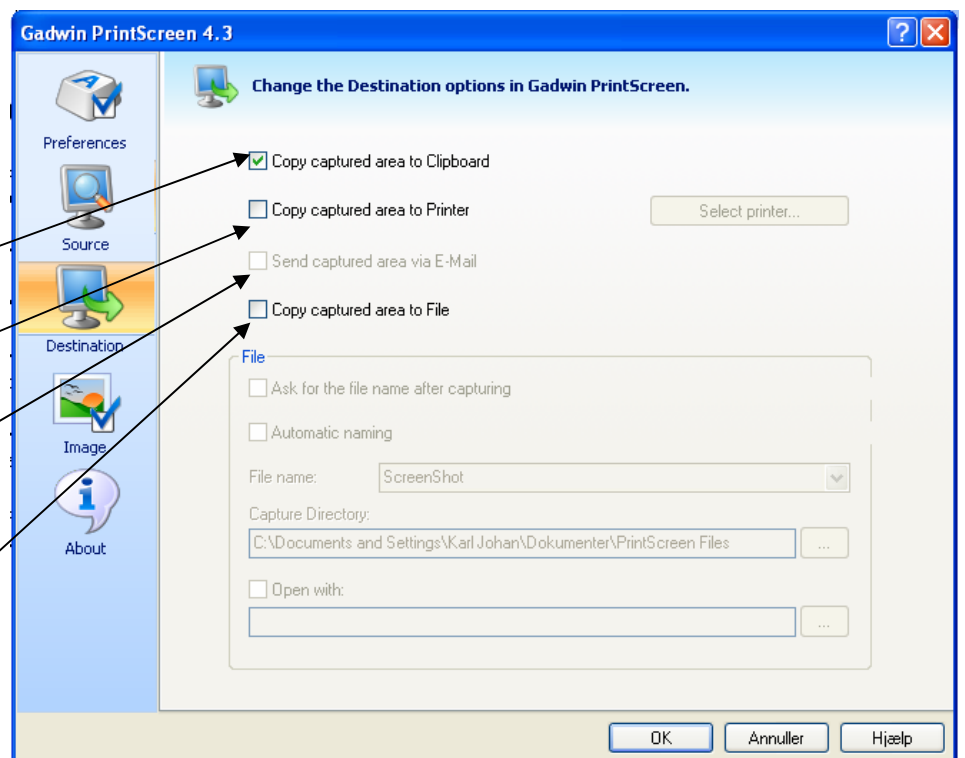 Gadwin PrintScreen 4.3
Change the Destination options in Gadwin PrintScreen.
Preferences
Source
Destination
Image
About
Copy captured area to Clipboard
Copy captured area to Printer
Select printer...
Send captured area via E-Mail
Copy captured area to File
File
Ask for the file name after capturing
Automatic naming
File name:
ScreenShot
Capture Directory:
C:\Documents and Settings\Karl Johan\Dokumenter\PrintScreen Files
...
Open with:
...
OK
Annuller
Hjælp